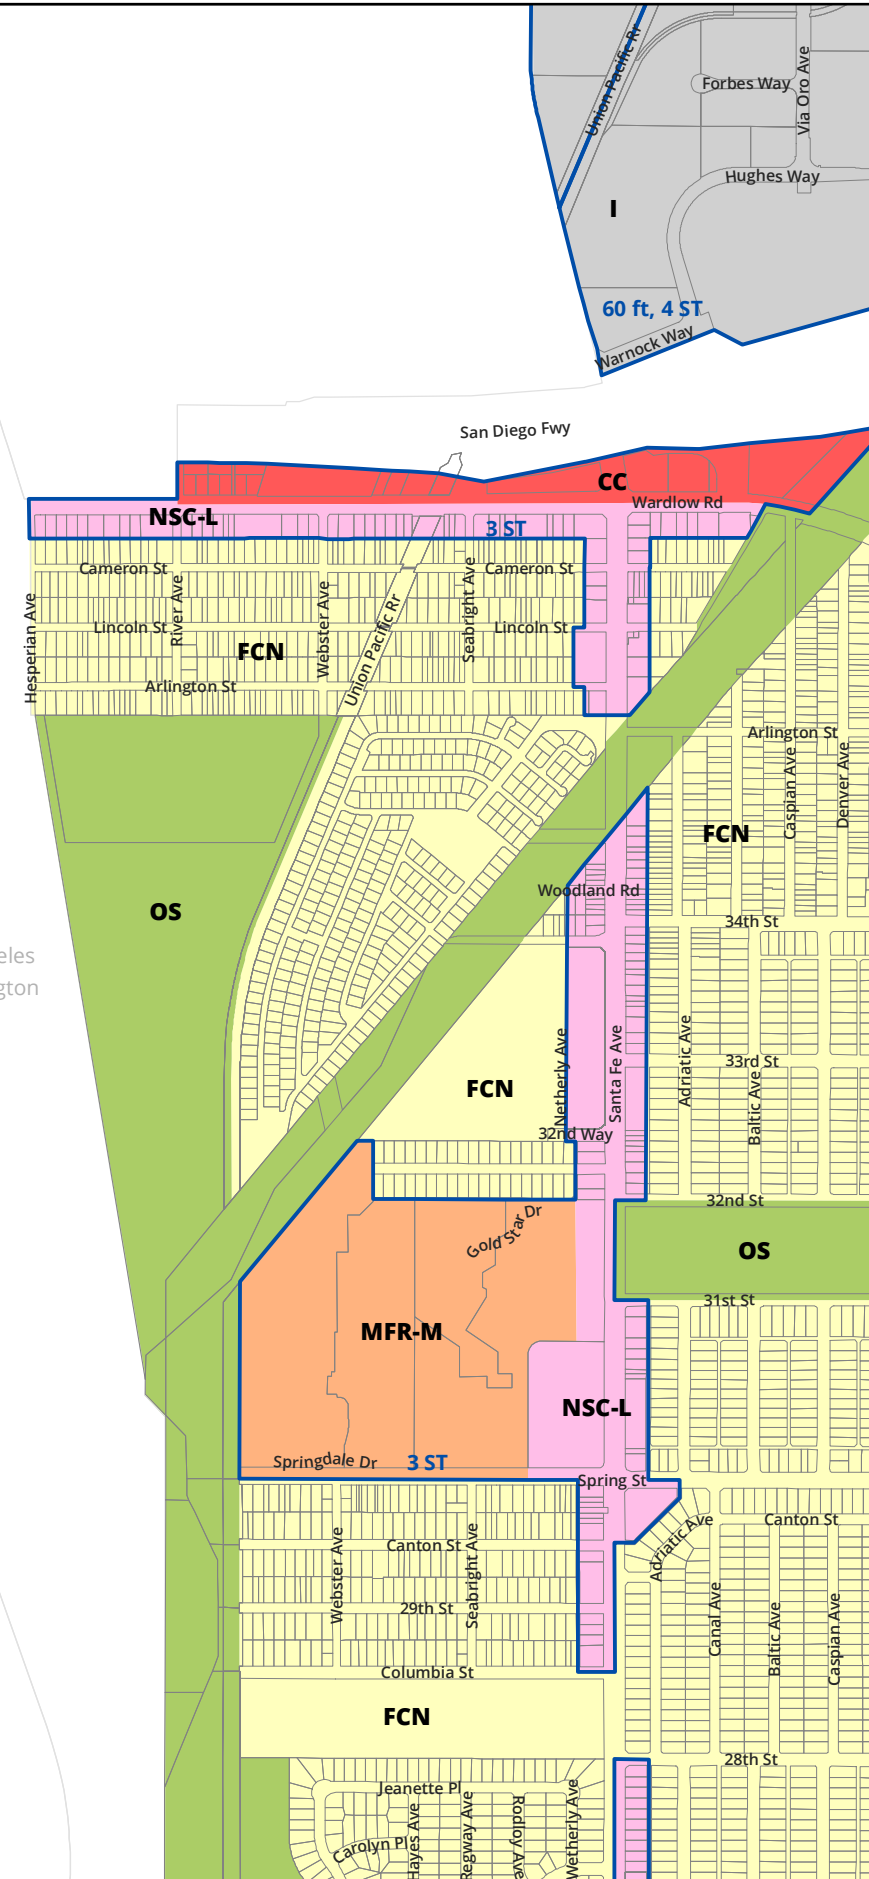 Union Pacific Rr
Forbes Way
Via Oro Ave
Hughes Way
I
60 ft, 4 ST
Warnock Way
San Diego Fwy
CC
Wardlow Rd
NSC-L
3 ST
Cameron St
Cameron St
Hesperian Ave
River Ave
Webster Ave
Union Pacific Rr
Seabright Ave
Lincoln St
Lincoln St
FCN
Arlington St
Arlington St
Caspian Ave
Denver Ave
FCN
Woodland Rd
OS
34th St
eles
gton
Netherly Ave
Santa Fe Ave
Adriatic Ave
33rd St
Baltic Ave
FCN
32nd Way
32nd St
Gold Star Dr
OS
31st St
MFR-M
NSC-L
Springdale Dr
3 ST
Spring St
Canton St
Adriatic Ave
Canton St
Webster Ave
Seabright Ave
29th St
Canal Ave
Baltic Ave
Caspian Ave
Columbia St
FCN
28th St
Jeanette Pl
Carolyn Pl
Hayes Ave
Regway Ave
Rodloy Ave
Wetherly Ave